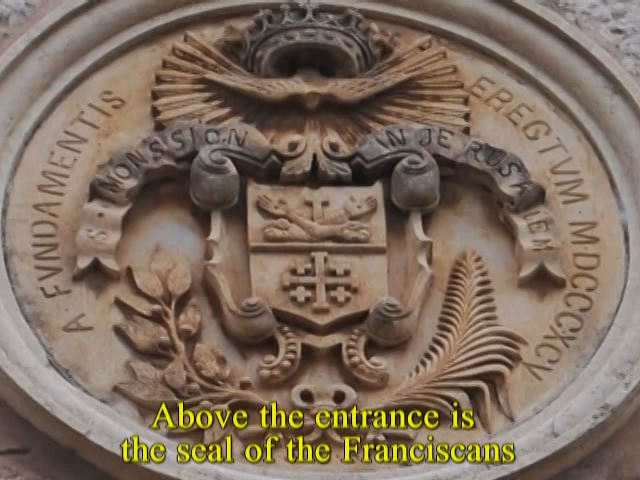 A FVNDAMENTIS
ERECTVM MDCCCXCV
S. MONS SION IN JERUSALEM
Above the entrance is
the seal of the Franciscans